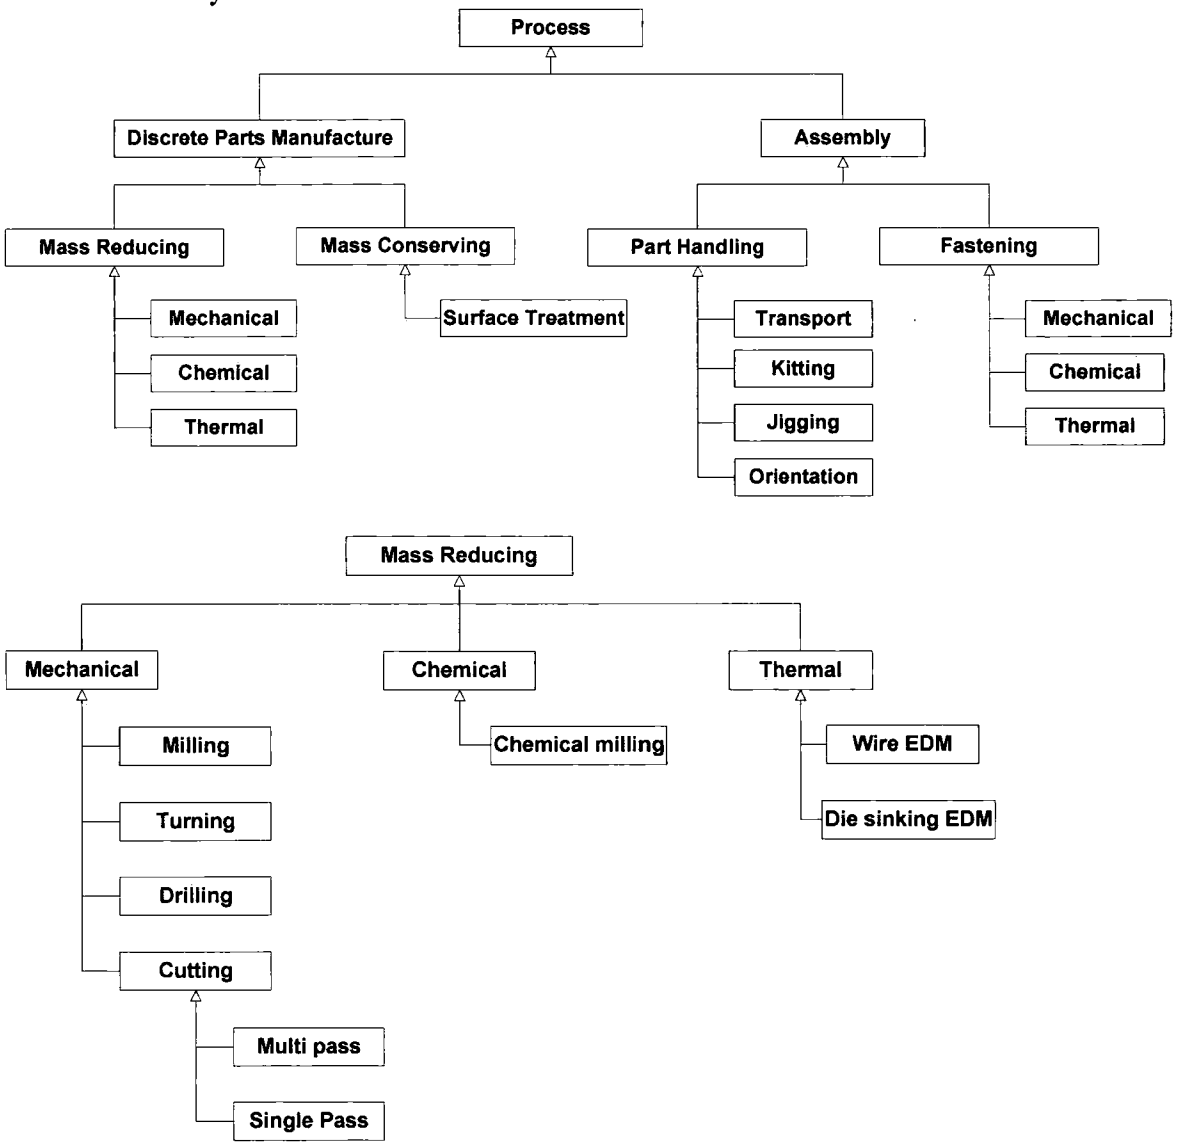 Process
Discrete Parts Manufacture
Assembly
Mass Reducing
Mass Conserving
Part Handling
Fastening
Mechanical
Surface Treatment
Transport
Mechanical
Chemical
Kitting
Chemical
Thermal
Jigging
Thermal
Orientation
Mass Reducing
Mechanical
Chemical
Thermal
Milling
Chemical milling
Wire EDM
Turning
Die sinking EDM
Drilling
Cutting
Multi pass
Single Pass